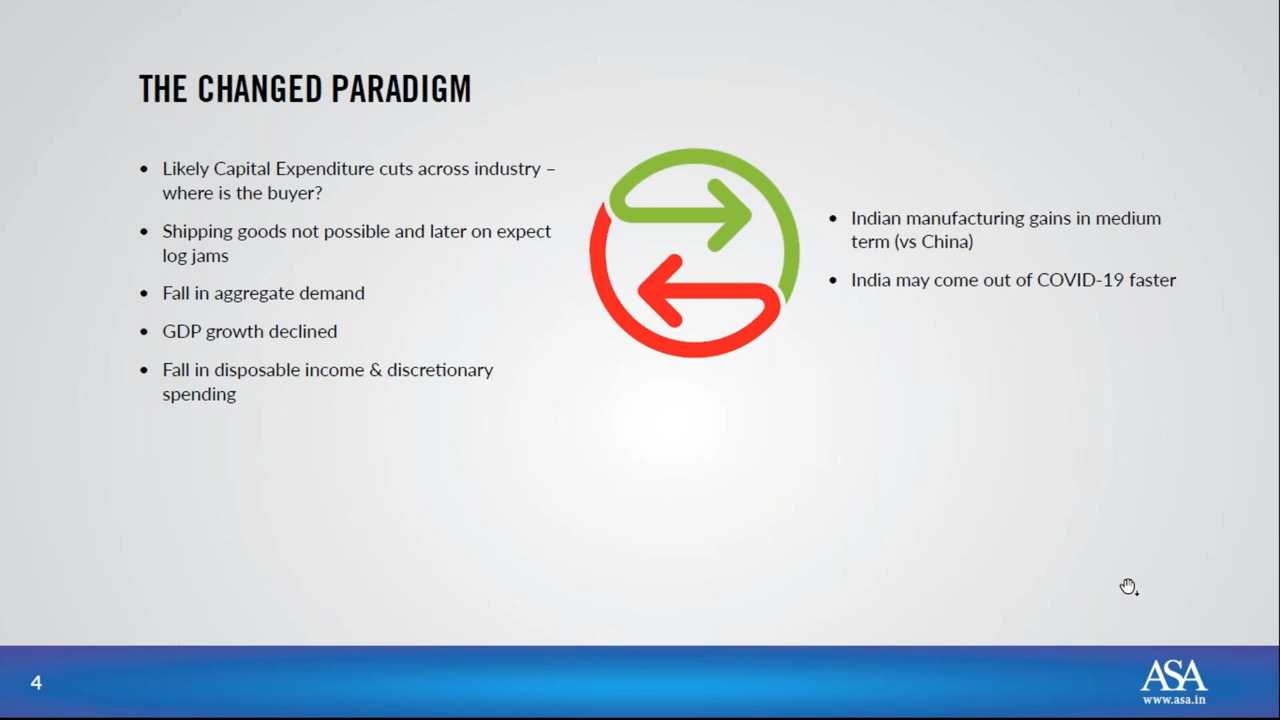 THE CHANGED PARADIGM
• Likely Capital Expenditure cuts across industry –
where is the buyer?
• Shipping goods not possible and later on expect
log jams
• Fall in aggregate demand
• GDP growth declined
• Fall in disposable income & discretionary
spending
• Indian manufacturing gains in medium
term (vs China)
• India may come out of COVID-19 faster
4
ASA
www.asa.in